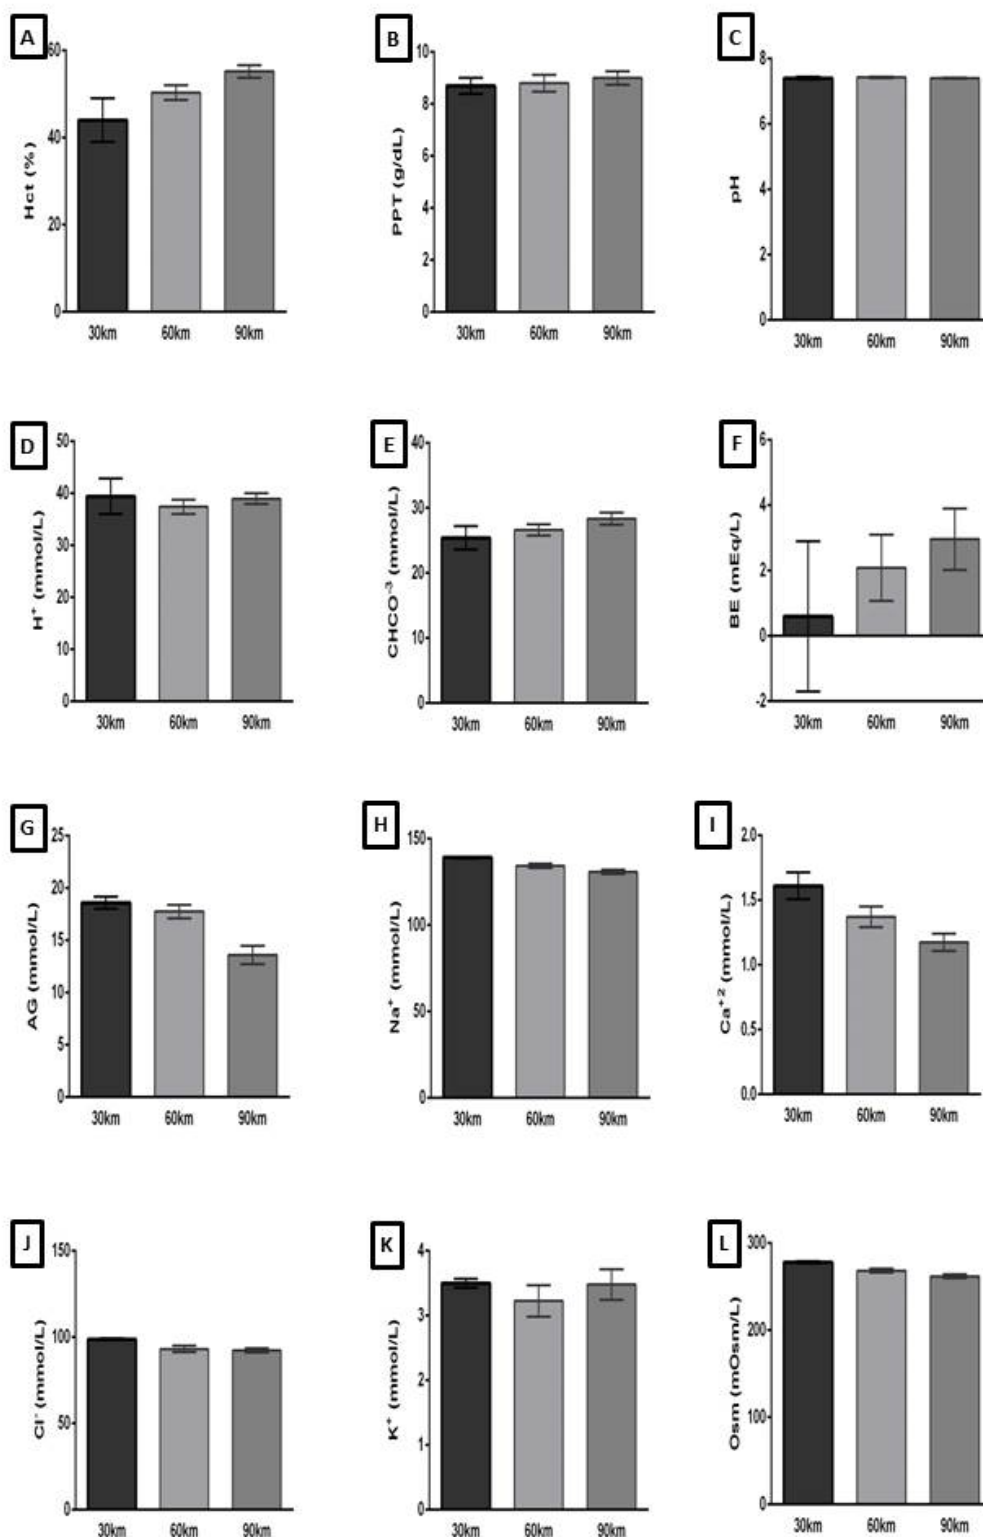 A
Hct (%)
60
40
20
0
30km 60km 90km
B
PPT (g/dL)
10
8
6
4
2
0
30km 60km 90km
C
pH
8
6
4
2
0
30km 60km 90km
D
H⁺ (mmol/L)
50
40
30
20
10
0
30km 60km 90km
E
CHCO⁻³ (mmol/L)
40
30
20
10
0
30km 60km 90km
F
BE (mEq/L)
6
4
2
0
-2
30km 60km 90km
G
AG (mmol/L)
25
20
15
10
5
0
30km 60km 90km
H
Na⁺ (mmol/L)
150
100
50
0
30km 60km 90km
I
Ca⁺² (mmol/L)
2.0
1.5
1.0
0.5
0.0
30km 60km 90km
J
Cl⁻ (mmol/L)
150
100
50
0
30km 60km 90km
K
K⁺ (mmol/L)
4
3
2
1
0
30km 60km 90km
L
Osm (mOsm/L)
300
200
100
0
30km 60km 90km